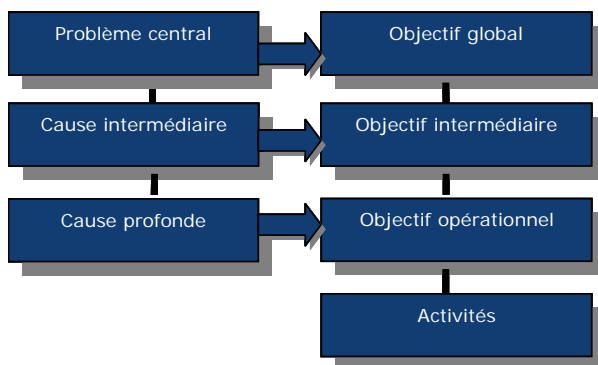 Problème central
Objectif global
Cause intermédiaire
Objectif intermédiaire
Cause profonde
Objectif opérationnel
Activités